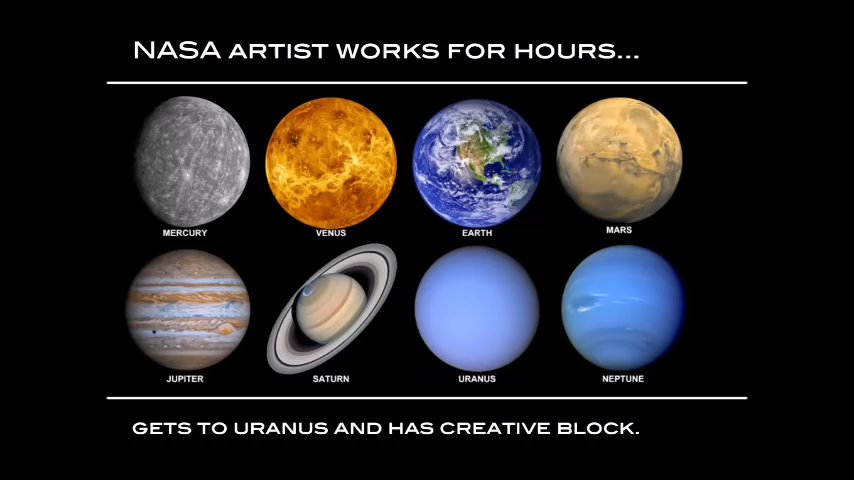 NASA ARTIST WORKS FOR HOURS...
MERCURY VENUS EARTH MARS
JUPITER SATURN URANUS NEPTUNE
GETS TO URANUS AND HAS CREATIVE BLOCK.